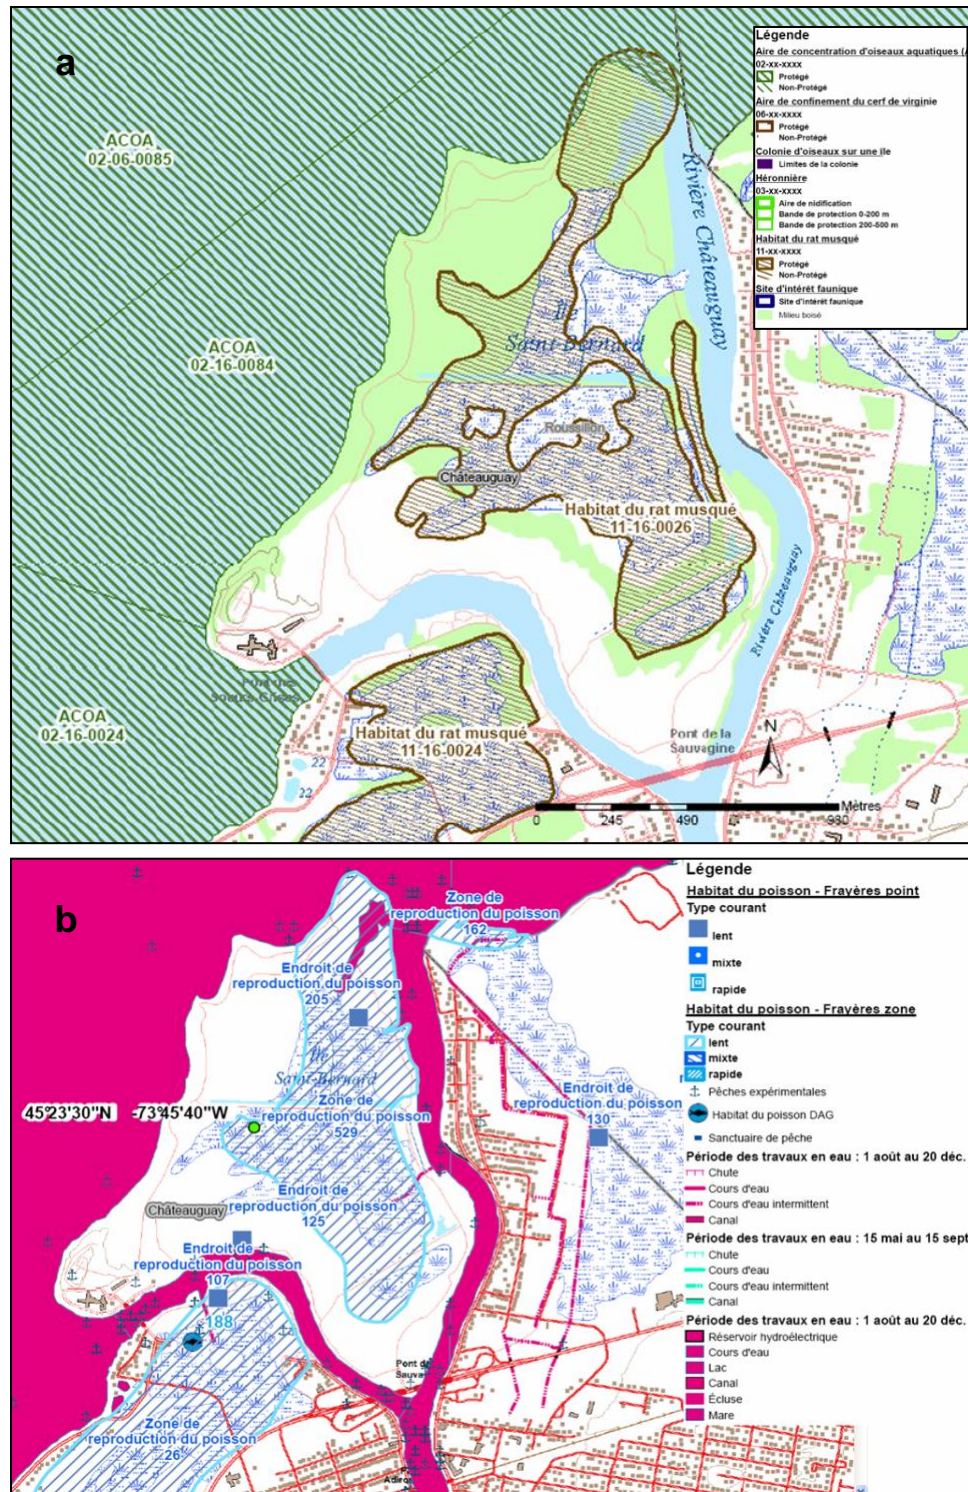 a
Légende
Aire de concentration d'oiseaux aquatiques (A
02-xx-xxxx
Protégé
Non-Protégé
Aire de confinement du cerf de virginie
06-xx-xxxx
Protégé
Non-Protégé
Colonie d'oiseaux sur une île
Limites de la colonie
Héronnière
03-xx-xxxx
Aire de nidification
Bande de protection 0-200 m
Bande de protection 200-500 m
Habitat du rat musqué
11-xx-xxxx
Protégé
Non-Protégé
Site d'intérêt faunique
Site d'intérêt faunique
Milieu boisé
ACOA
02-06-0085
Rivière Châteauguay
Île
Saint-Bernard
ACOA
02-16-0084
Roussillon
Châteauguay
Habitat du rat musqué
11-16-0026
Rivière Châteauguay
Pont des
Soeurs-Grises
ACOA
02-16-0024
Habitat du rat musqué
11-16-0024
Pont de la
Sauvagine
N
22
22
Mètres
0 245 490 980
b
Légende
Habitat du poisson - Frayères point
Type courant
lent
mixte
rapide
Habitat du poisson - Frayères zone
Type courant
lent
mixte
rapide
Pêches expérimentales
Habitat du poisson DAG
Sanctuaire de pêche
Période des travaux en eau : 1 août au 20 déc.
Chute
Cours d'eau
Cours d'eau intermittent
Canal
Période des travaux en eau : 15 mai au 15 sept
Chute
Cours d'eau
Cours d'eau intermittent
Canal
Période des travaux en eau : 1 août au 20 déc.
Réservoir hydroélectrique
Cours d'eau
Lac
Canal
Écluse
Mare
Zone de
reproduction du poisson
162
Endroit de
reproduction du poisson
205
Île
Saint-Bernard
Zone de
reproduction du poisson
529
45°23'30"N -73°45'40"W
Endroit de
reproduction du poisson
130
Endroit de
reproduction du poisson
125
Châteauguay
Endroit de
reproduction du poisson
107
188
Pont de
Sauva
Zone de
reproduction du poisson
26